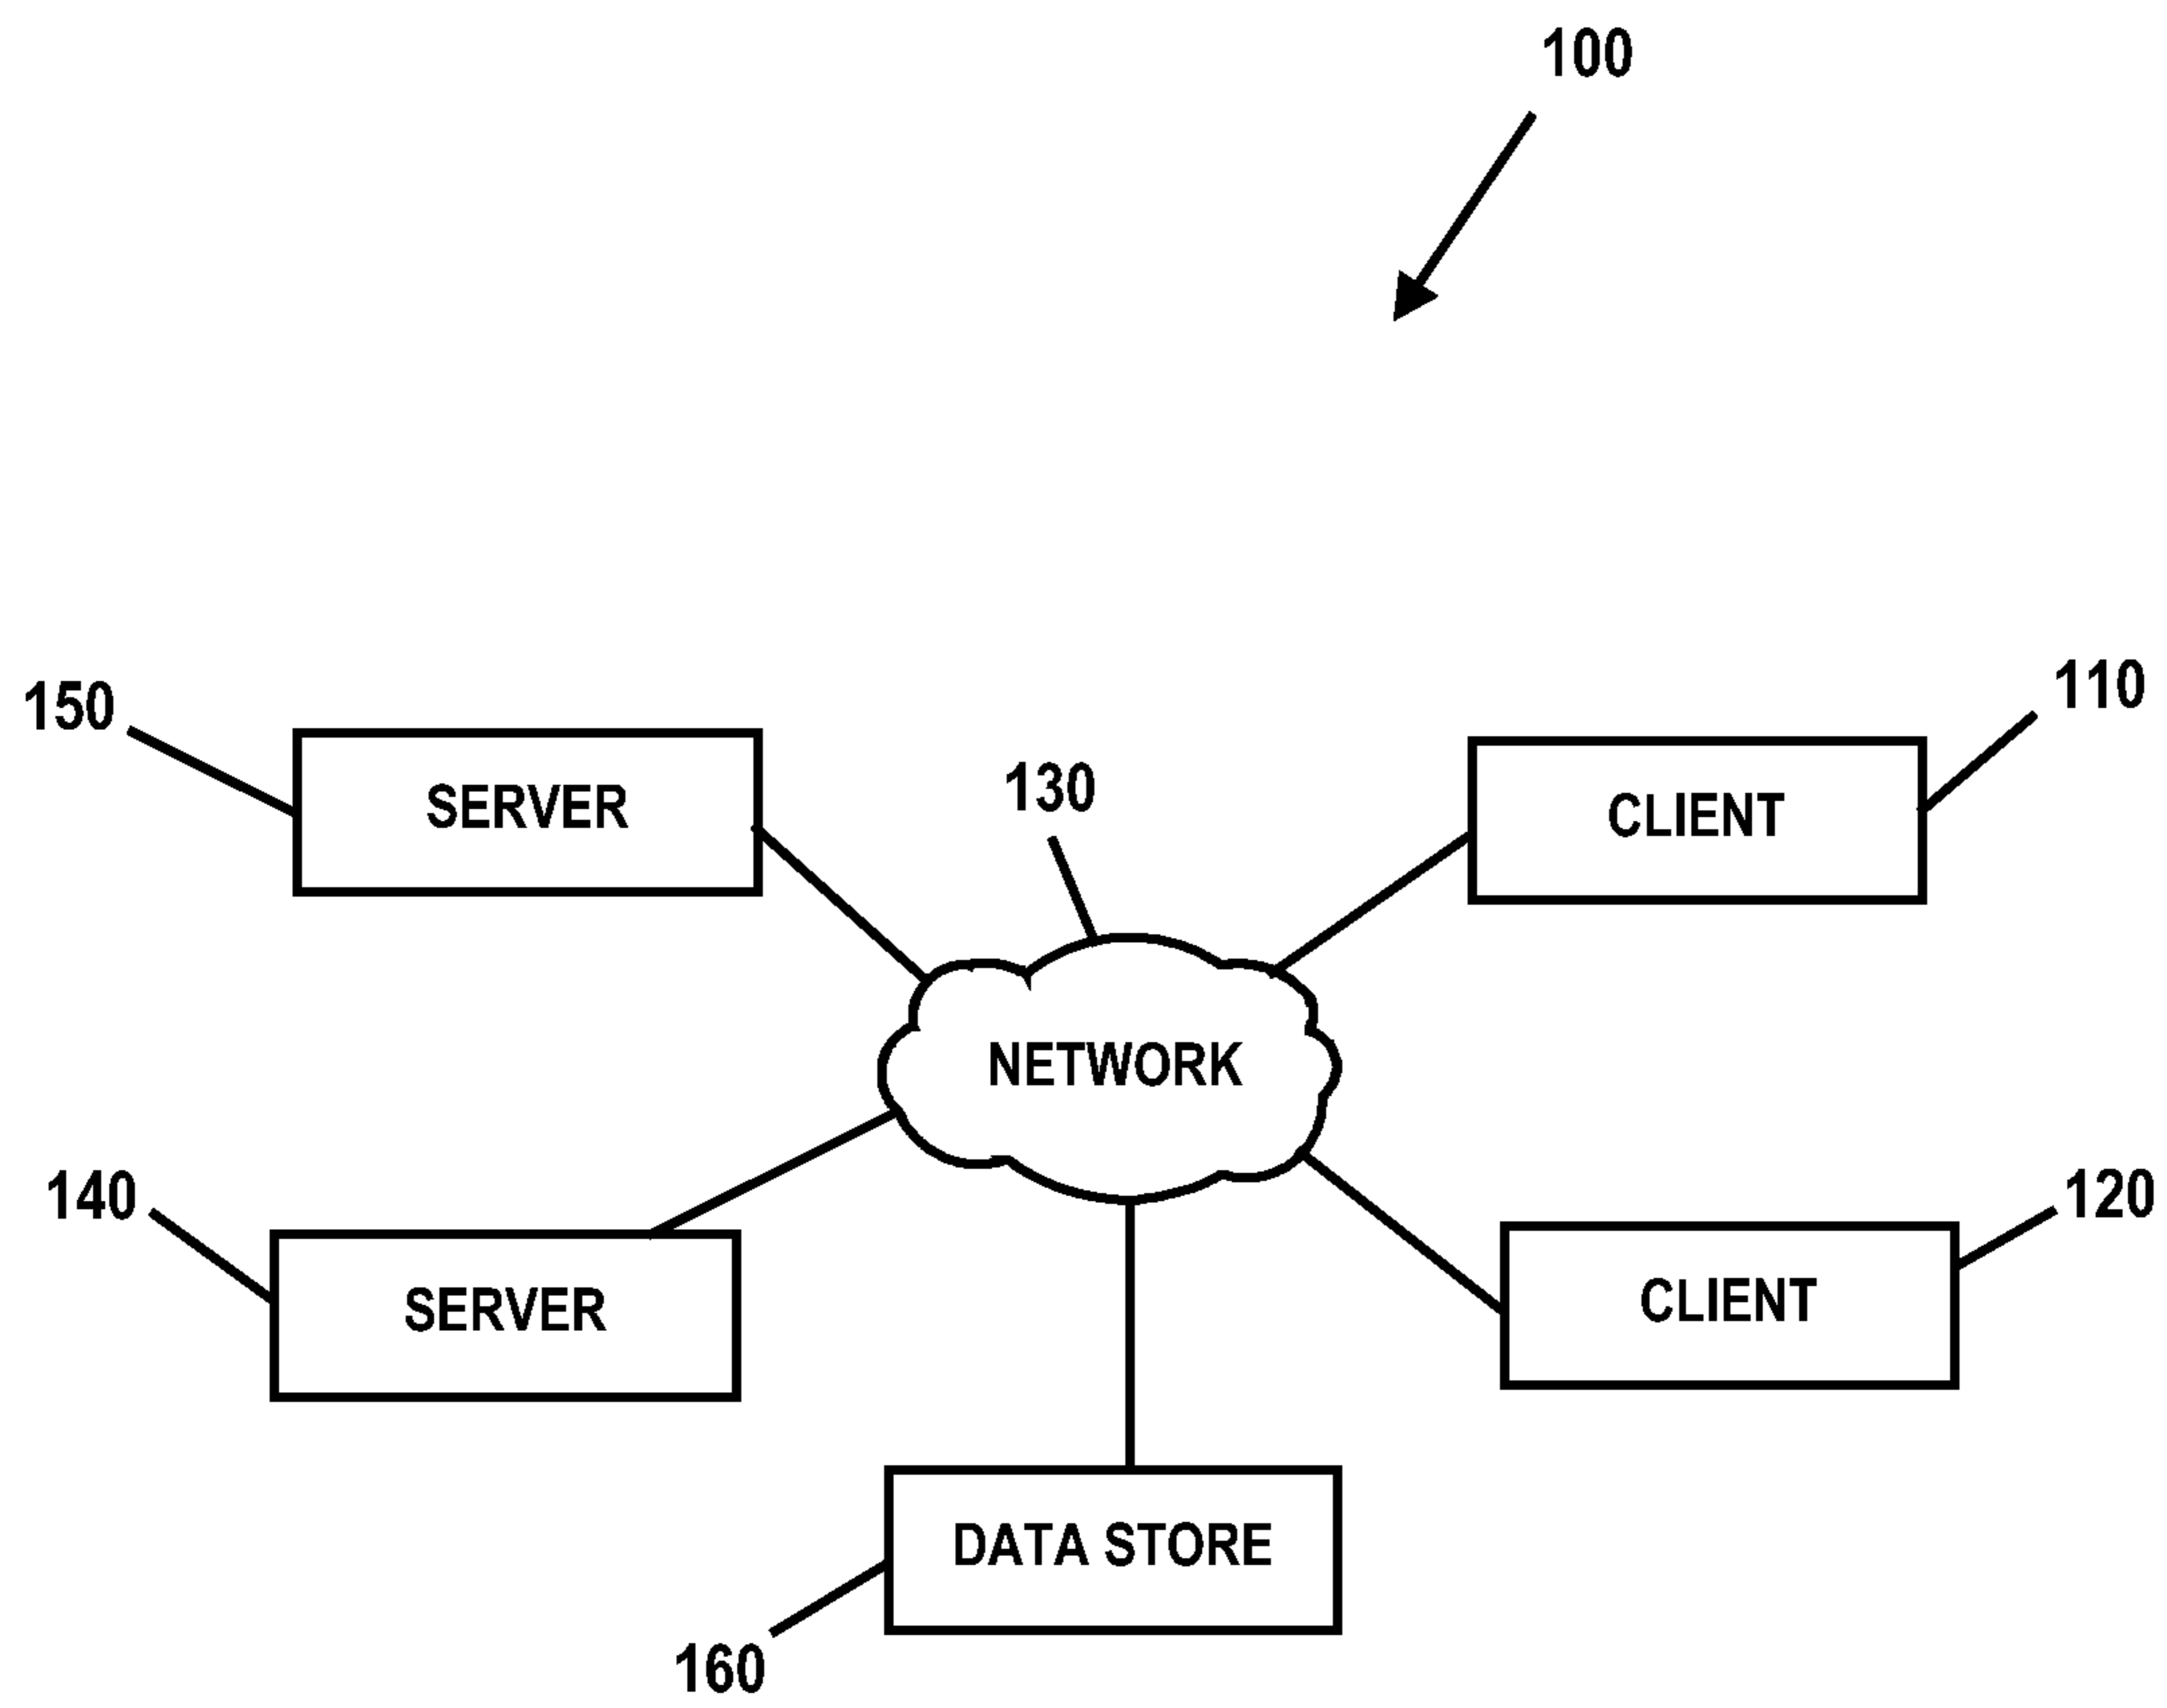 100
150
110
SERVER
130
CLIENT
NETWORK
140
120
SERVER
CLIENT
DATA STORE
160